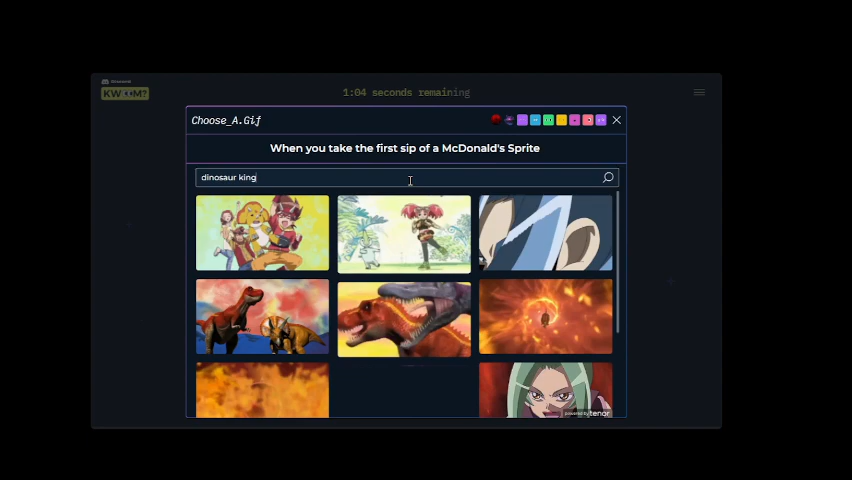 KWOM?
1:04 seconds remaining
Choose_A.Gif
When you take the first sip of a McDonald's Sprite
dinosaur king
powered by tenor